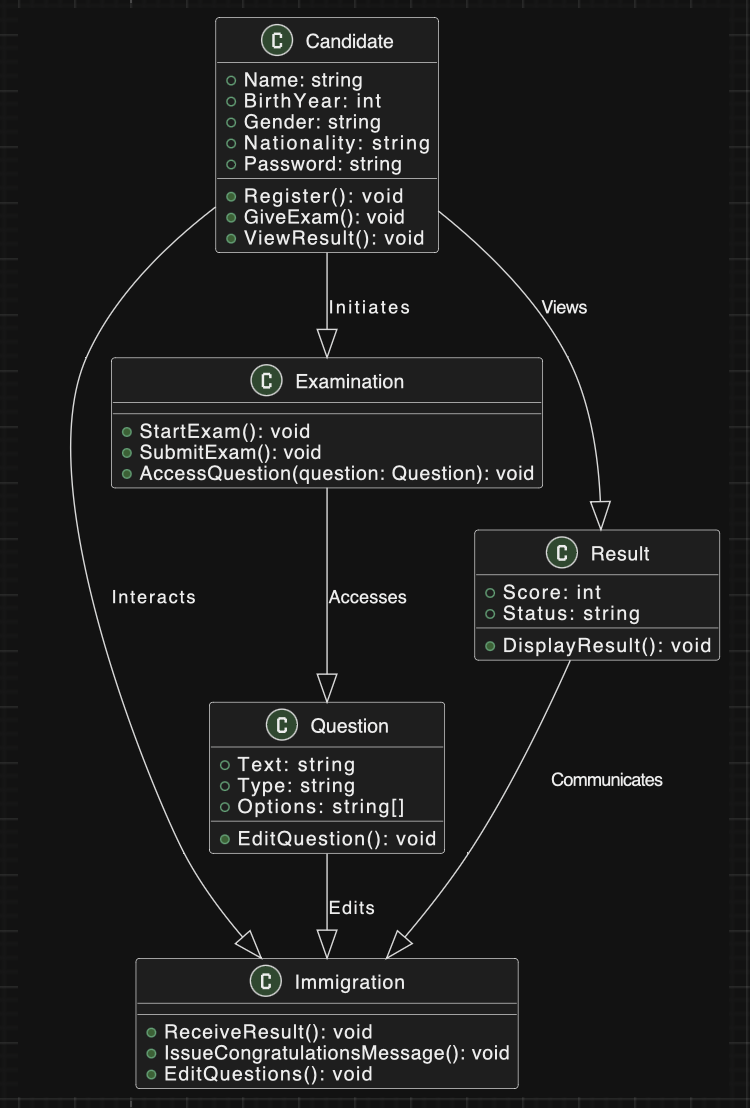 C Candidate
Name: string
BirthYear: int
Gender: string
Nationality: string
Password: string
Register(): void
GiveExam(): void
ViewResult(): void
Initiates
Views
C Examination
StartExam(): void
SubmitExam(): void
AccessQuestion(question: Question): void
C Result
Score: int
Status: string
DisplayResult(): void
Interacts
Accesses
C Question
Text: string
Type: string
Options: string[]
EditQuestion(): void
Communicates
Edits
C Immigration
ReceiveResult(): void
IssueCongratulationsMessage(): void
EditQuestions(): void